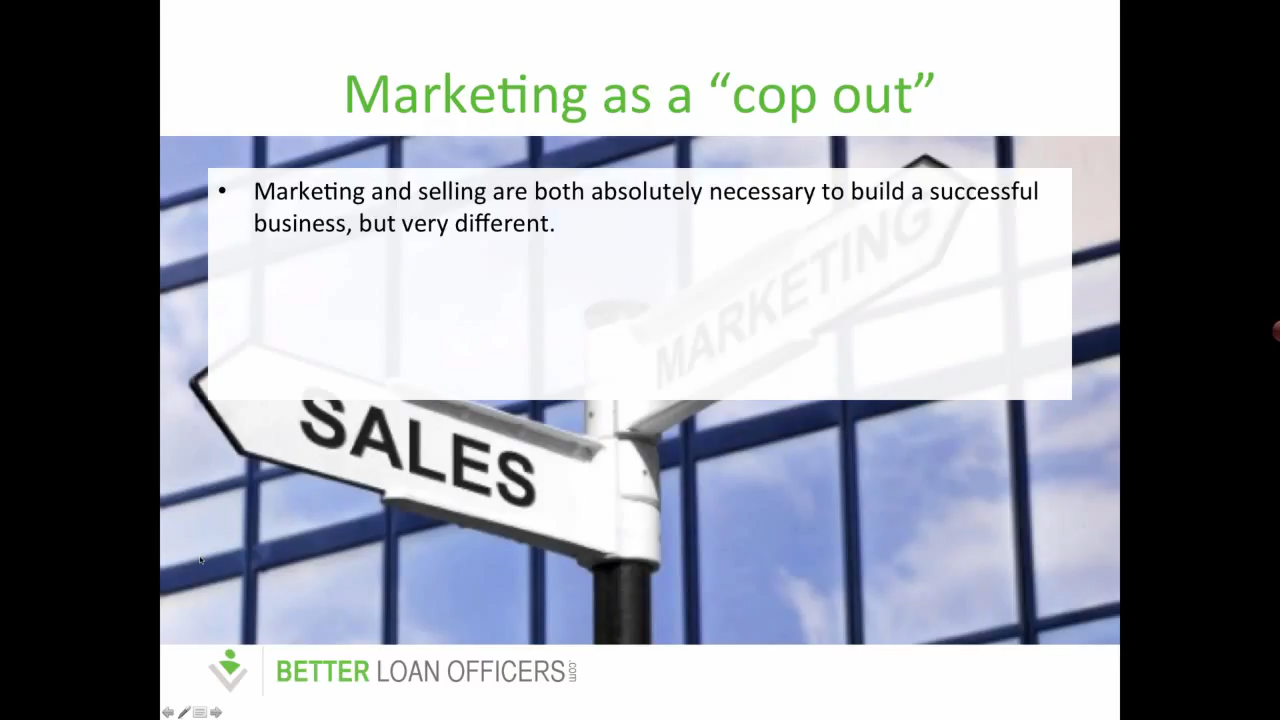 Marketing as a “cop out”
• Marketing and selling are both absolutely necessary to build a successful
business, but very different.
MARKETING
SALES
BETTER LOAN OFFICERS.com